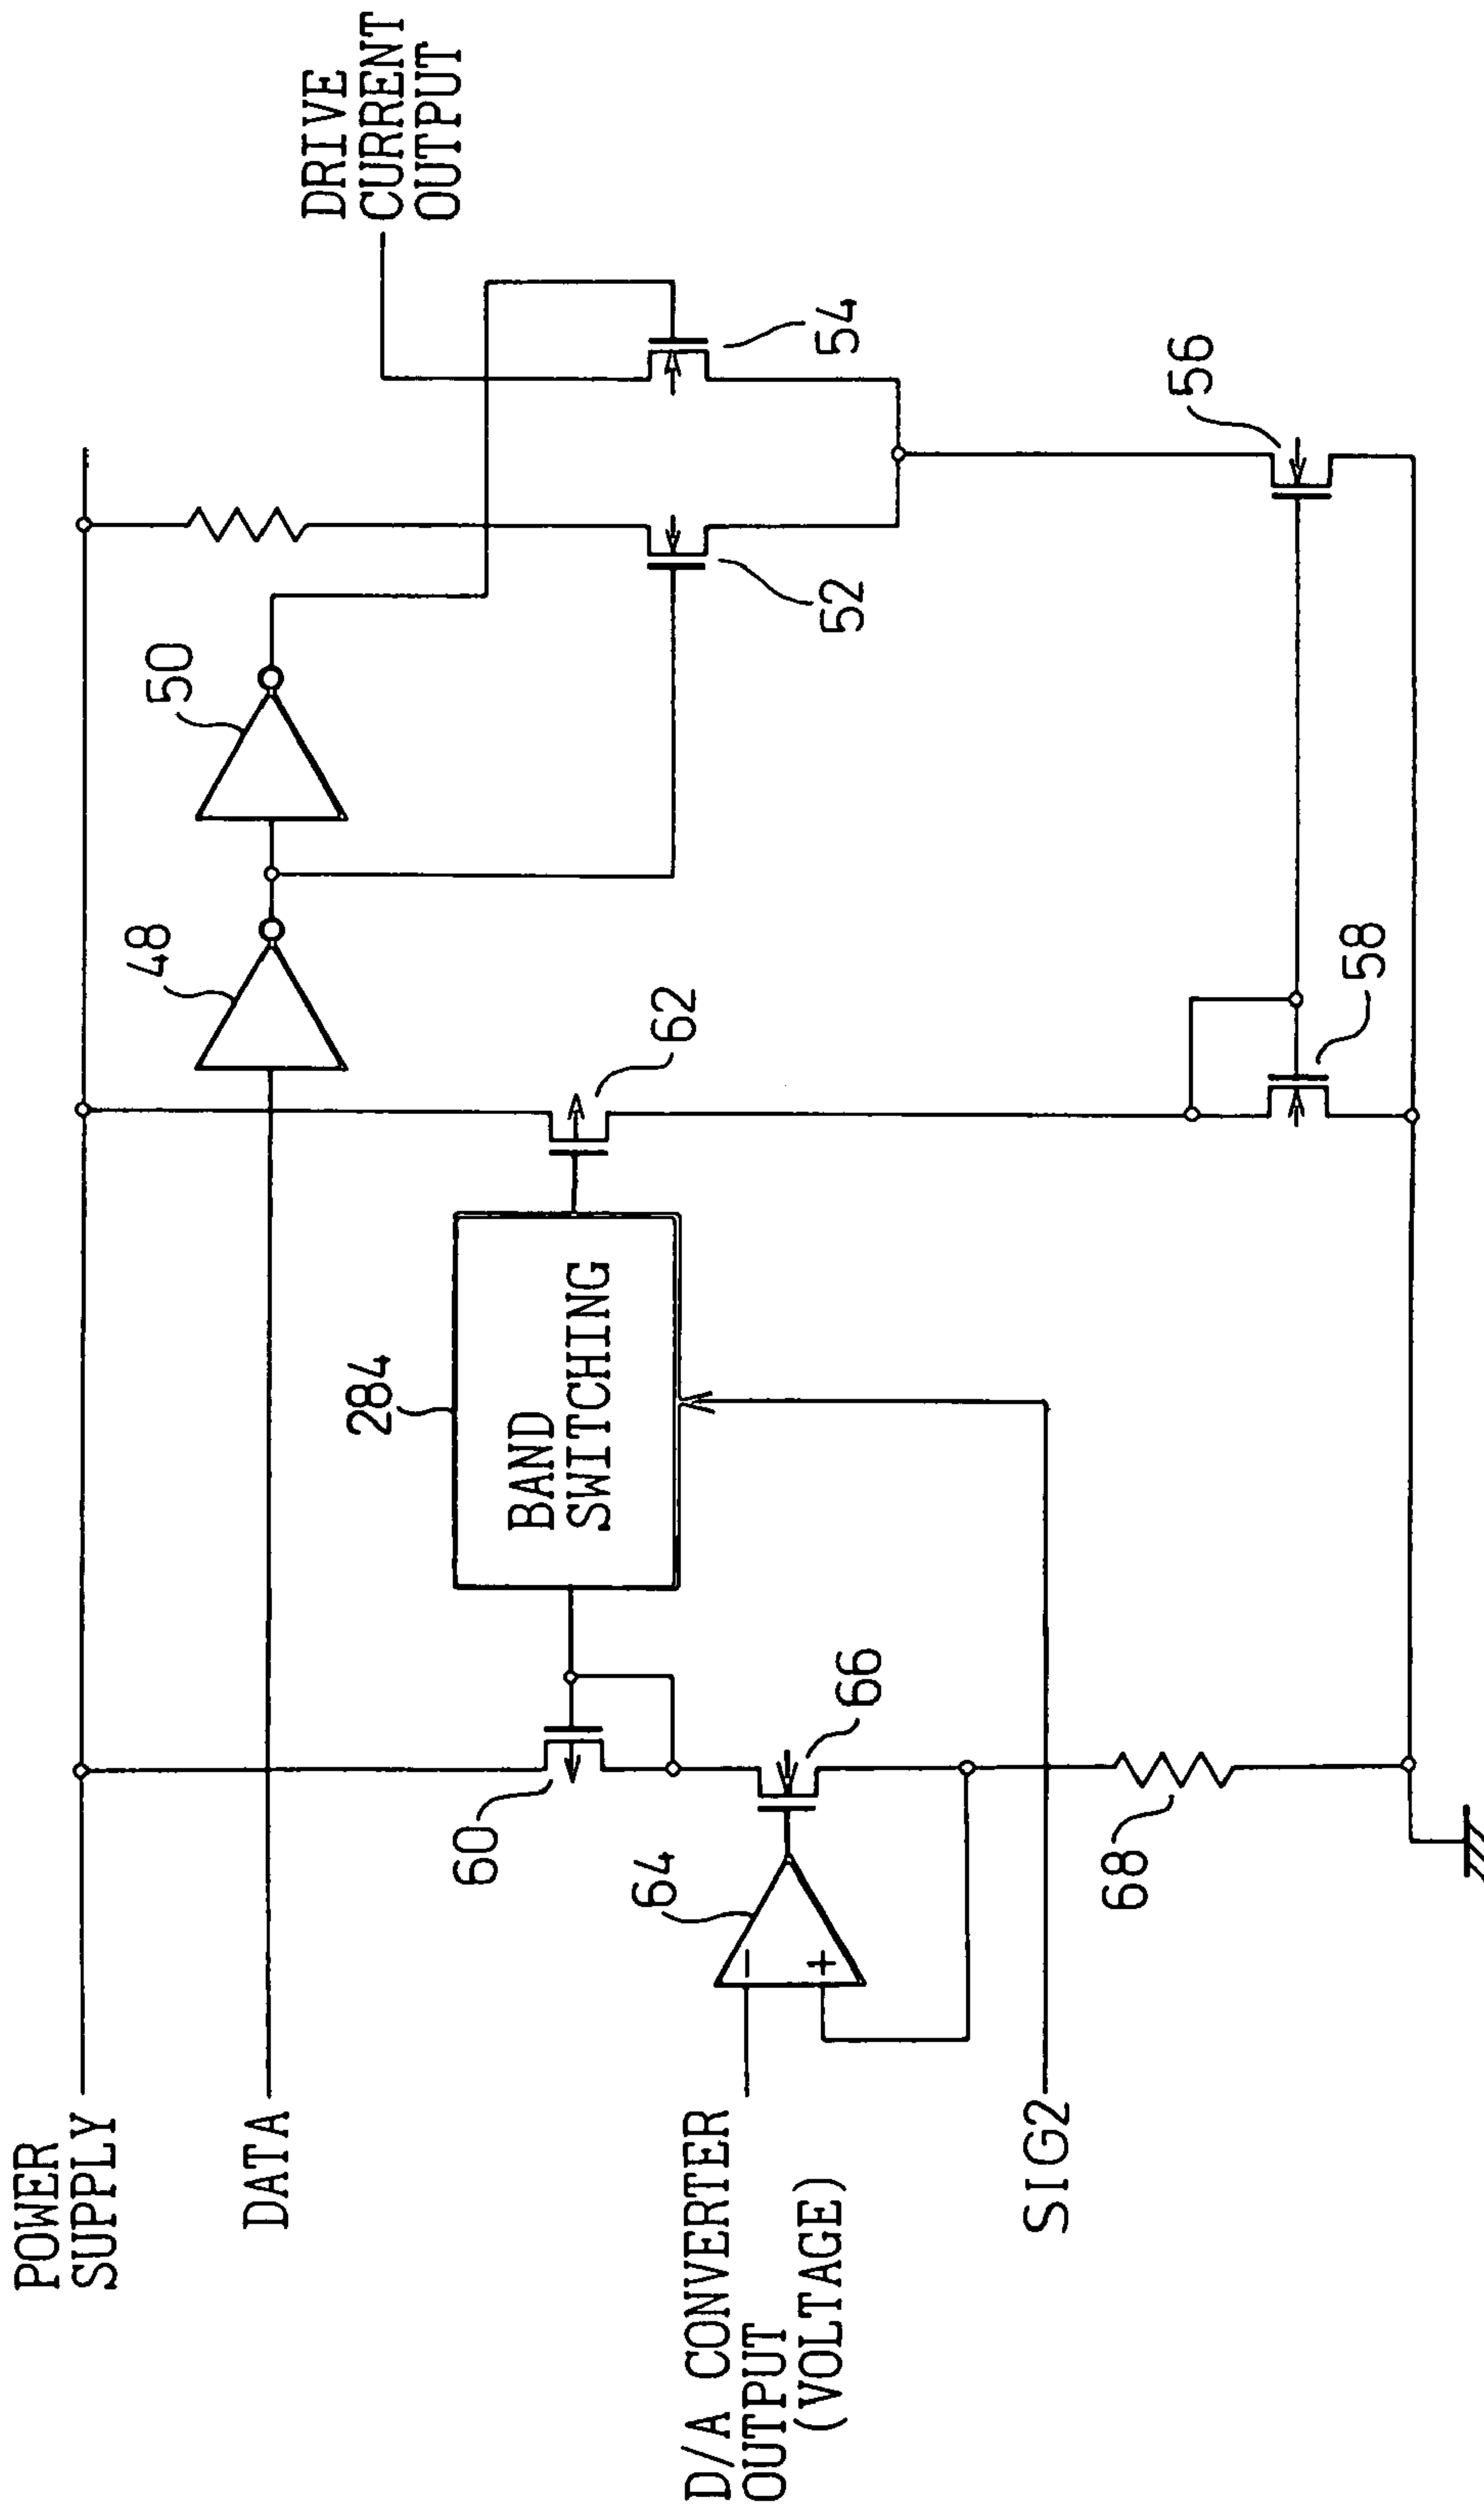 POWER
SUPPLY
DATA
D/A CONVERTER
OUTPUT
(VOLTAGE)
SIG2
60
64
66
68
284
BAND
SWITCHING
62
48
50
58
52
54
56
DRIVE
CURRENT
OUTPUT
−
+